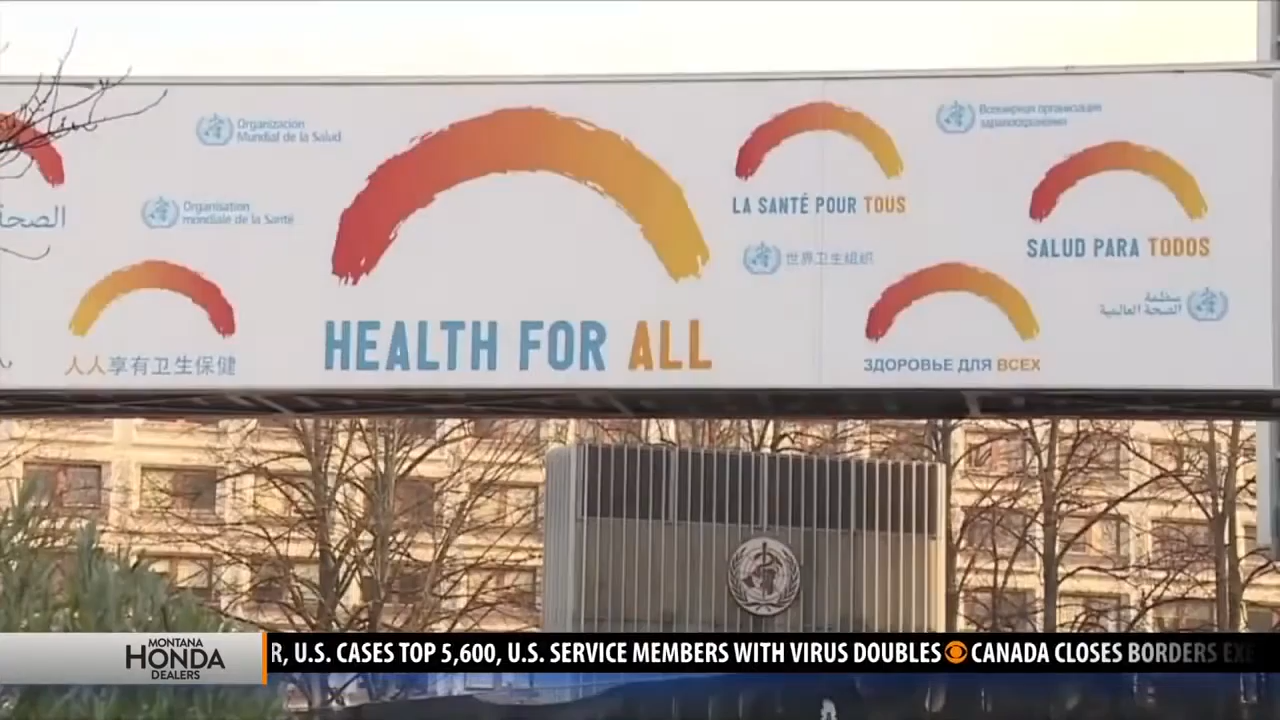 Organización
Mundial de la Salud
Organisation
mondiale de la Santé
الصحة
人人享有卫生保健
HEALTH FOR ALL
LA SANTÉ POUR TOUS
世界卫生组织
Всемирная организация
здравоохранения
SALUD PARA TODOS
منظمة
الصحة العالمية
ЗДОРОВЬЕ ДЛЯ ВСЕХ
MONTANA
HONDA
DEALERS
R, U.S. CASES TOP 5,600, U.S. SERVICE MEMBERS WITH VIRUS DOUBLES CANADA CLOSES BORDERS